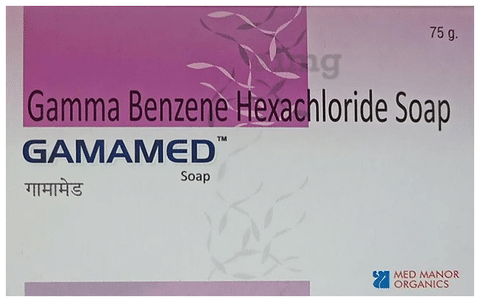 75 g.
Gamma Benzene Hexachloride Soap
GAMAMED™
Soap
गामामेड
MED MANOR
ORGANICS